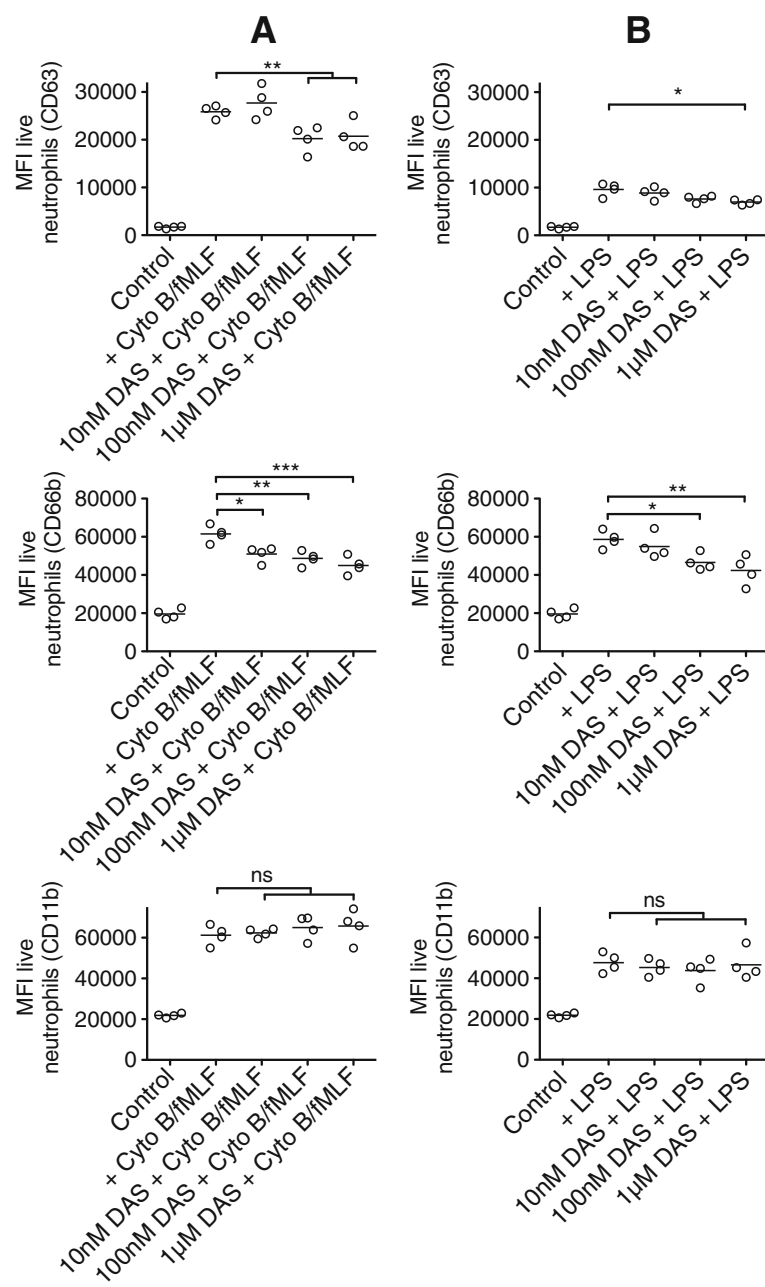 A
MFI live
neutrophils (CD63)
30000
20000
10000
0
**
Control
+ Cyto B/fMLF
10nM DAS + Cyto B/fMLF
100nM DAS + Cyto B/fMLF
1µM DAS + Cyto B/fMLF
B
MFI live
neutrophils (CD63)
30000
20000
10000
0
*
Control
+ LPS
10nM DAS + LPS
100nM DAS + LPS
1µM DAS + LPS
MFI live
neutrophils (CD66b)
80000
60000
40000
20000
0
***
**
*
Control
+ Cyto B/fMLF
10nM DAS + Cyto B/fMLF
100nM DAS + Cyto B/fMLF
1µM DAS + Cyto B/fMLF
MFI live
neutrophils (CD66b)
80000
60000
40000
20000
0
**
*
Control
+ LPS
10nM DAS + LPS
100nM DAS + LPS
1µM DAS + LPS
MFI live
neutrophils (CD11b)
60000
40000
20000
0
ns
Control
+ Cyto B/fMLF
10nM DAS + Cyto B/fMLF
100nM DAS + Cyto B/fMLF
1µM DAS + Cyto B/fMLF
MFI live
neutrophils (CD11b)
60000
40000
20000
0
ns
Control
+ LPS
10nM DAS + LPS
100nM DAS + LPS
1µM DAS + LPS